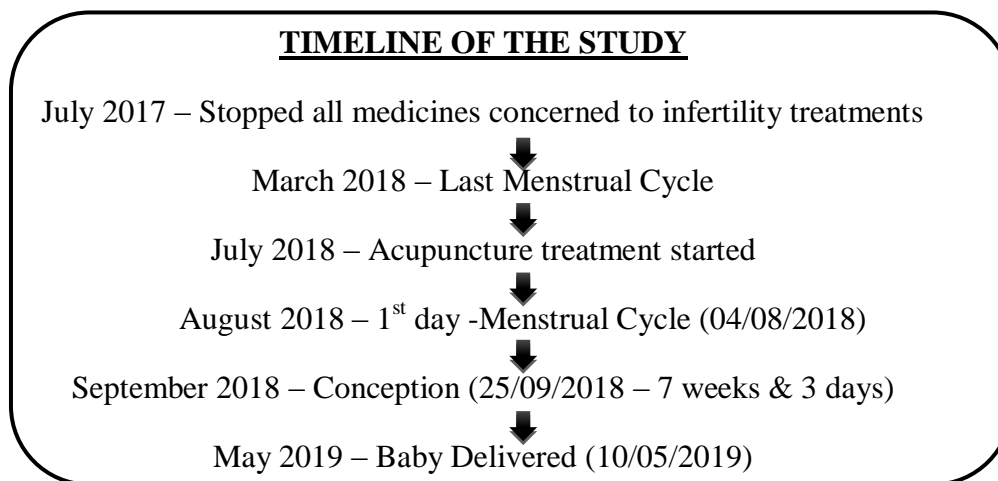 TIMELINE OF THE STUDY
July 2017 – Stopped all medicines concerned to infertility treatments
March 2018 – Last Menstrual Cycle
July 2018 – Acupuncture treatment started
August 2018 – 1st day -Menstrual Cycle (04/08/2018)
September 2018 – Conception (25/09/2018 – 7 weeks & 3 days)
May 2019 – Baby Delivered (10/05/2019)